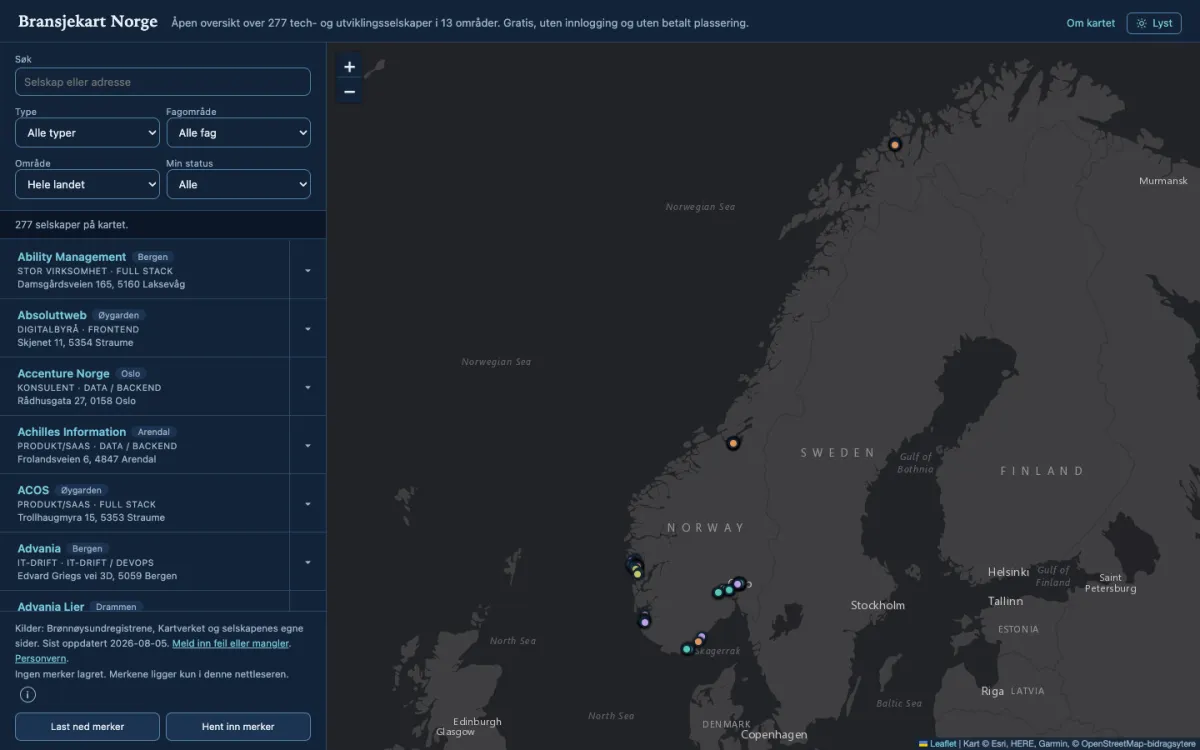 Bransjekart Norge
Åpen oversikt over 277 tech- og utviklingsselskaper i 13 områder. Gratis, uten innlogging og uten betalt plassering.
Om kartet
Lyst
Søk
Selskap eller adresse
Type
Fagområde
Alle typer
Alle fag
Område
Min status
Hele landet
Alle
277 selskaper på kartet.
Ability Management Bergen
STOR VIRKSOMHET · FULL STACK
Damsgårdsveien 165, 5160 Laksevåg
Absoluttweb Øygarden
DIGITALBYRÅ · FRONTEND
Skjenet 11, 5354 Straume
Accenture Norge Oslo
KONSULENT · DATA / BACKEND
Rådhusgata 27, 0158 Oslo
Achilles Information Arendal
PRODUKT/SAAS · DATA / BACKEND
Frolandsveien 6, 4847 Arendal
ACOS Øygarden
PRODUKT/SAAS · FULL STACK
Trollhaugmyra 15, 5353 Straume
Advania Bergen
IT-DRIFT · IT-DRIFT / DEVOPS
Edvard Griegs vei 3D, 5059 Bergen
Advania Lier Drammen
Kilder: Brønnøysundregistrene, Kartverket og selskapenes egne
sider. Sist oppdatert 2026-08-05. Meld inn feil eller mangler.
Personvern.
Ingen merker lagret. Merkene ligger kun i denne nettleseren.
i
Last ned merker
Hent inn merker
+
−
Murmansk
Norwegian Sea
Norwegian Sea
SWEDEN
Gulf of
Bothnia
FINLAND
NORWAY
Helsinki
Gulf of
Finland
Saint
Petersburg
Stockholm
Tallinn
ESTONIA
North Sea
Skagerrak
Riga
LATVIA
Baltic Sea
North Sea
Edinburgh
Glasgow
DENMARK
Copenhagen
Leaflet | Kart © Esri, HERE, Garmin, © OpenStreetMap-bidragsytere